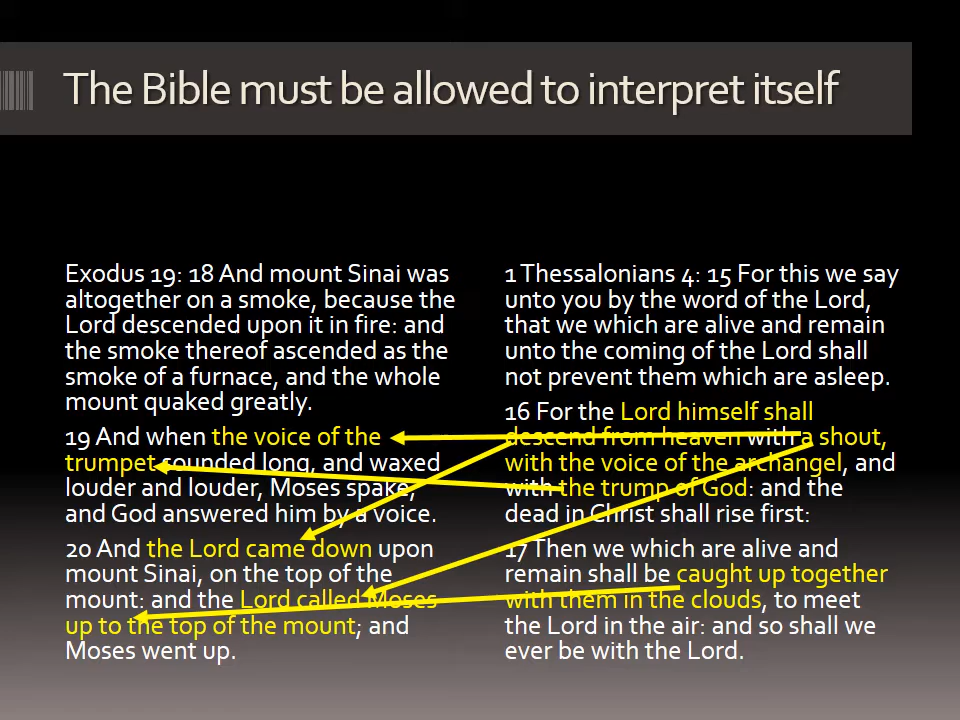 The Bible must be allowed to interpret itself
Exodus 19: 18 And mount Sinai was
altogether on a smoke, because the
Lord descended upon it in fire: and
the smoke thereof ascended as the
smoke of a furnace, and the whole
mount quaked greatly.
19 And when the voice of the
trumpet sounded long, and waxed
louder and louder, Moses spake,
and God answered him by a voice.
20 And the Lord came down upon
mount Sinai, on the top of the
mount: and the Lord called Moses
up to the top of the mount; and
Moses went up.
1 Thessalonians 4: 15 For this we say
unto you by the word of the Lord,
that we which are alive and remain
unto the coming of the Lord shall
not prevent them which are asleep.
16 For the Lord himself shall
descend from heaven with a shout,
with the voice of the archangel, and
with the trump of God: and the
dead in Christ shall rise first:
17 Then we which are alive and
remain shall be caught up together
with them in the clouds, to meet
the Lord in the air: and so shall we
ever be with the Lord.